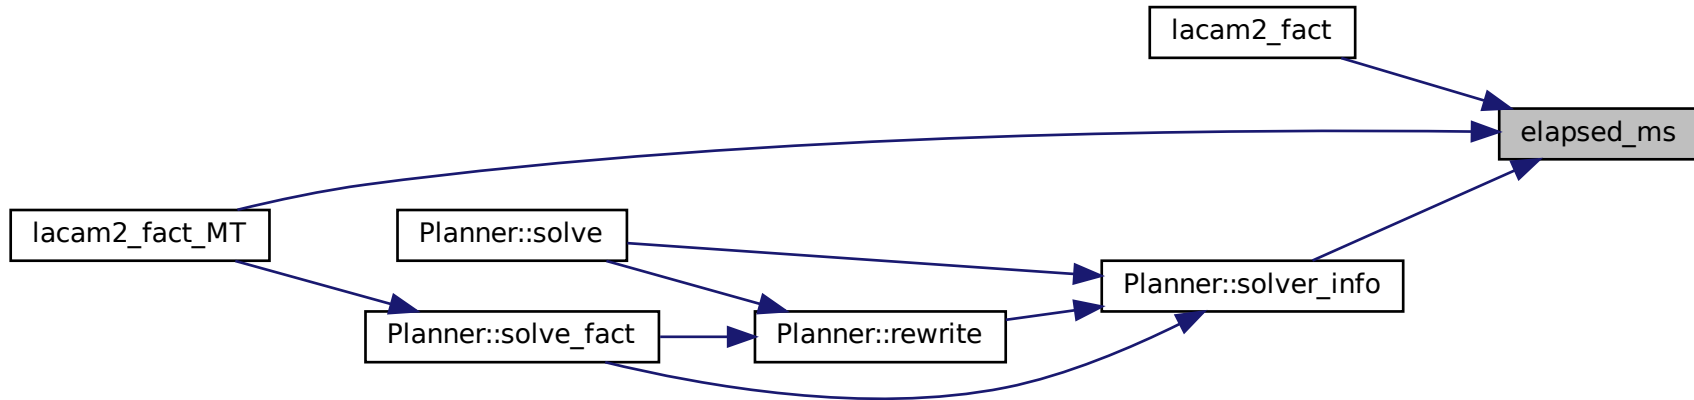 lacam2_fact
elapsed_ms
lacam2_fact_MT
Planner::solve
Planner::solver_info
Planner::solve_fact
Planner::rewrite